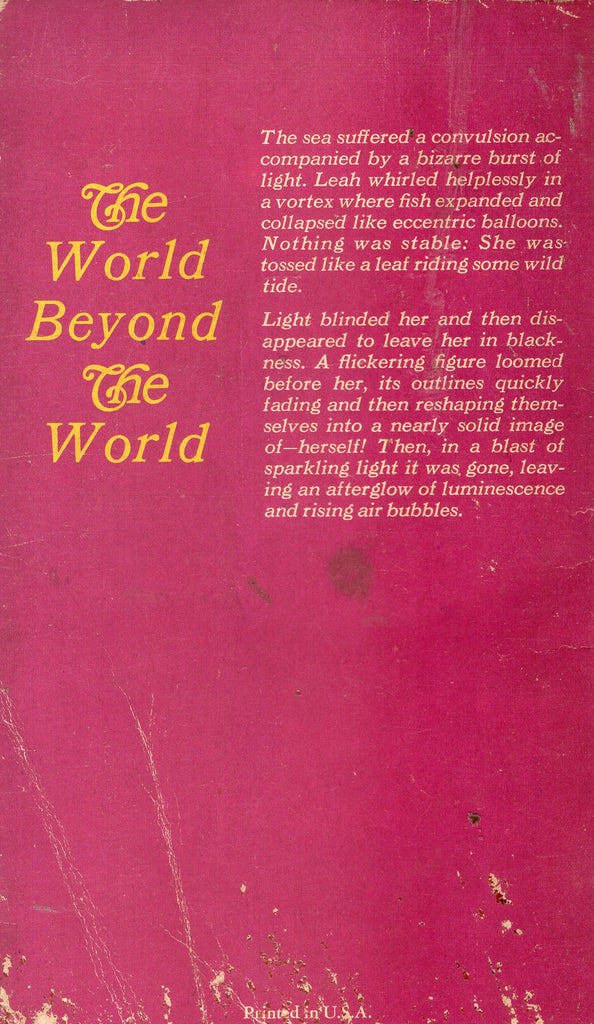 The
World
Beyond
The
World
The sea suffered a convulsion ac-
companied by a bizarre burst of
light. Leah whirled helplessly in
a vortex where fish expanded and
collapsed like eccentric balloons.
Nothing was stable: She was
tossed like a leaf riding some wild
tide.
Light blinded her and then dis-
appeared to leave her in black-
ness. A flickering figure loomed
before her, its outlines quickly
fading and then reshaping them-
selves into a nearly solid image
of—herself! Then, in a blast of
sparkling light it was gone, leav-
ing an afterglow of luminescence
and rising air bubbles.
Printed in U.S.A.